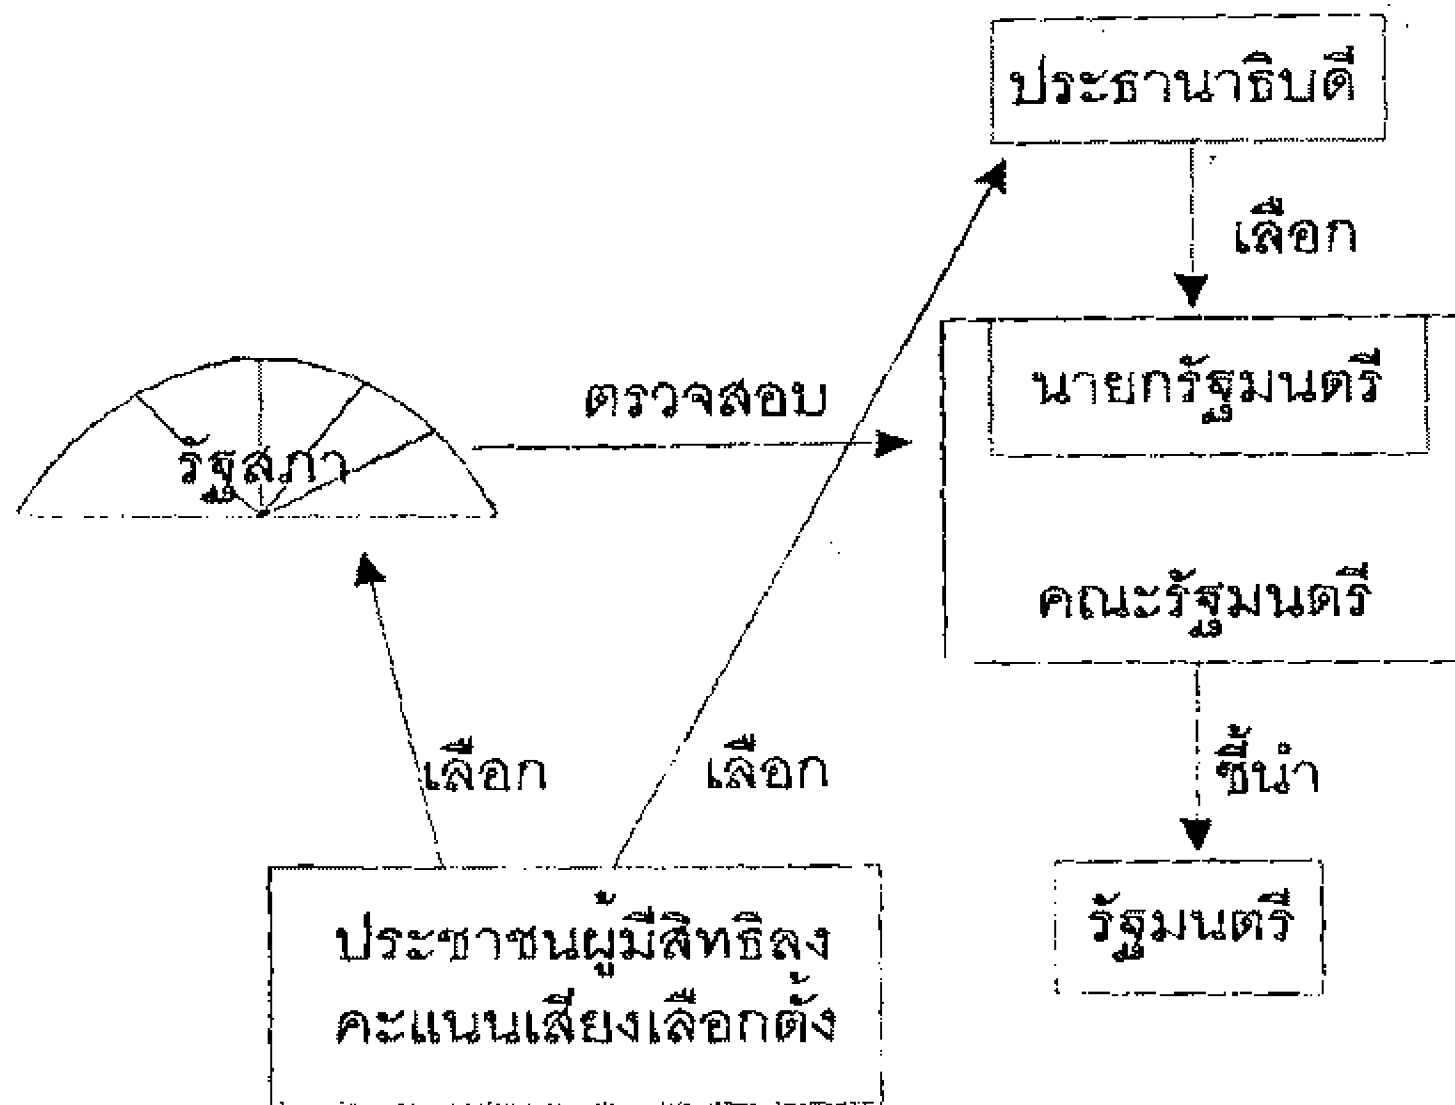 ประธานาธิบดี
เลือก
นายกรัฐมนตรี
ตรวจสอบ
รัฐสภา
คณะรัฐมนตรี
เลือก
เลือก
ชี้นำ
รัฐมนตรี
ประชาชนผู้มีสิทธิลง
คะแนนเสียงเลือกตั้ง